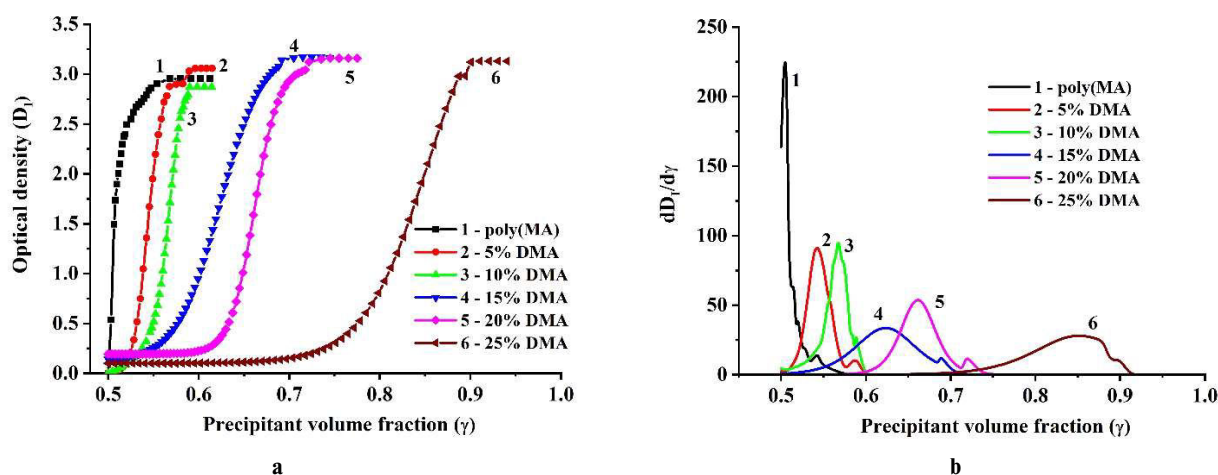 3.5
3.0
2.5
2.0
1.5
1.0
0.5
0.0
Optical density (D₁)
0.5 0.6 0.7 0.8 0.9 1.0
Precipitant volume fraction (γ)
1 2 3 4 5 6
1 - poly(MA)
2 - 5% DMA
3 - 10% DMA
4 - 15% DMA
5 - 20% DMA
6 - 25% DMA
a
250
200
150
100
50
0
dD₁/dγ
0.5 0.6 0.7 0.8 0.9 1.0
Precipitant volume fraction (γ)
1 2 3 4 5 6
1 - poly(MA)
2 - 5% DMA
3 - 10% DMA
4 - 15% DMA
5 - 20% DMA
6 - 25% DMA
b